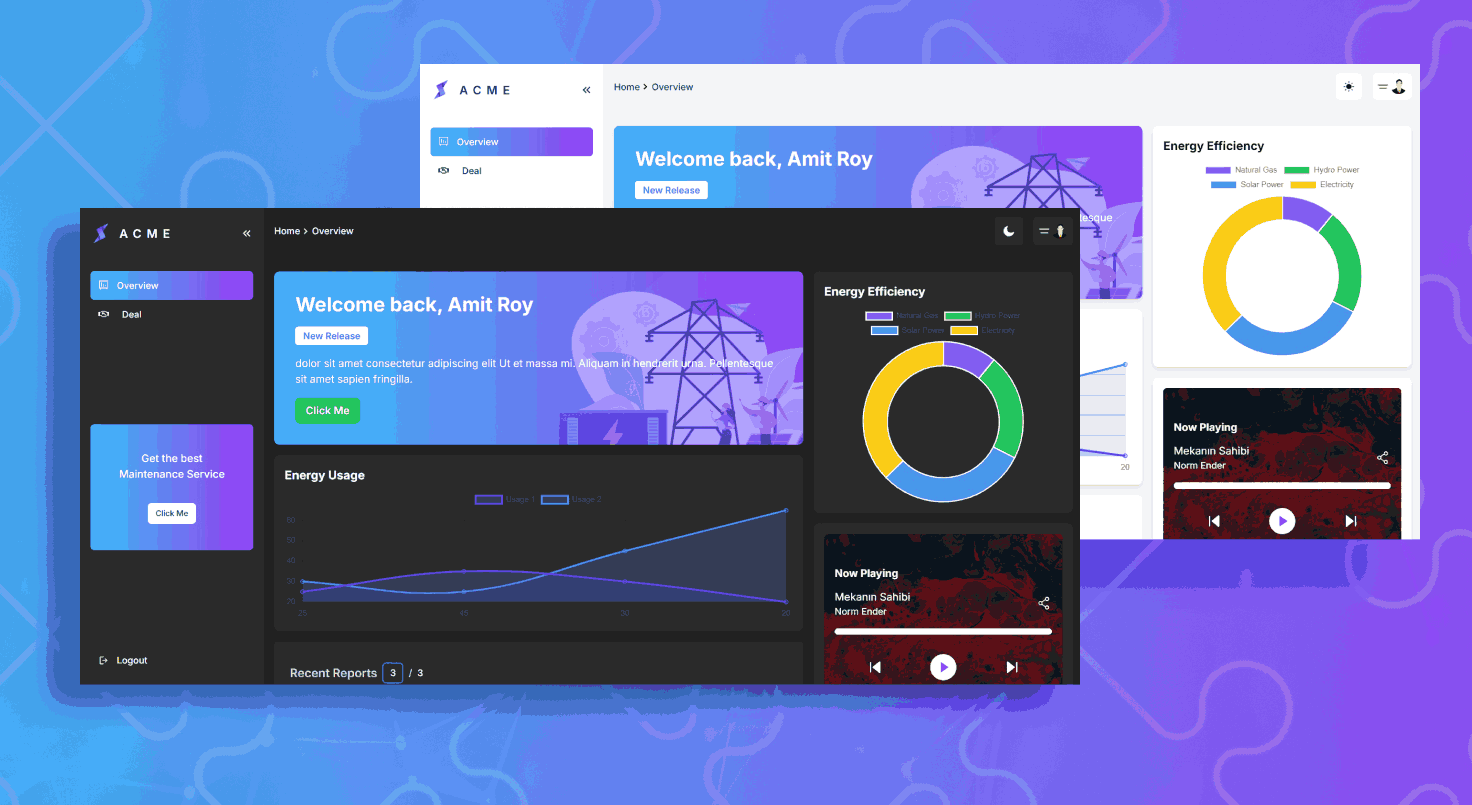 ACME
Home > Overview
Overview
Deal
Welcome back, Amit Roy
New Release
esque
Energy Efficiency
Natural Gas
Hydro Power
Solar Power
Electricity
20
Now Playing
Mekanın Sahibi
Norm Ender
ACME
Home > Overview
Overview
Deal
Get the best
Maintenance Service
Click Me
Logout
Welcome back, Amit Roy
New Release
dolor sit amet consectetur adipiscing elit Ut et massa mi. Aliquam in hendrerit urna. Pellentesque
sit amet sapien fringilla.
Click Me
Energy Usage
Usage 1
Usage 2
60
50
40
20
25
45
30
20
Recent Reports 3 / 3
Energy Efficiency
Natural Gas
Hydro Power
Solar Power
Electricity
Now Playing
Mekanın Sahibi
Norm Ender